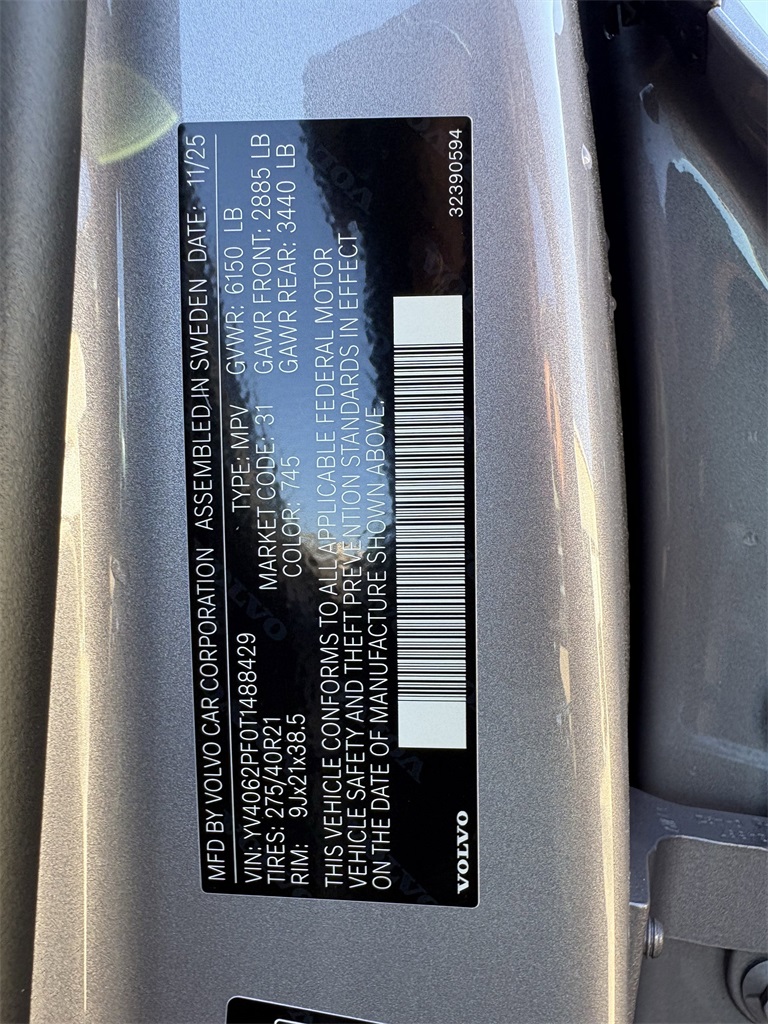 MFD BY VOLVO CAR CORPORATION ASSEMBLED IN SWEDEN DATE: 11/25
VIN: YV4062PF0T1488429 TYPE: MPV GVWR: 6150 LB
TIRES: 275/40R21 MARKET CODE: 31 GAWR FRONT: 2885 LB
RIM: 9Jx21x38.5 COLOR: 745 GAWR REAR: 3440 LB
THIS VEHICLE CONFORMS TO ALL APPLICABLE FEDERAL MOTOR
VEHICLE SAFETY AND THEFT PREVENTION STANDARDS IN EFFECT
ON THE DATE OF MANUFACTURE SHOWN ABOVE.
VOLVO
32390594